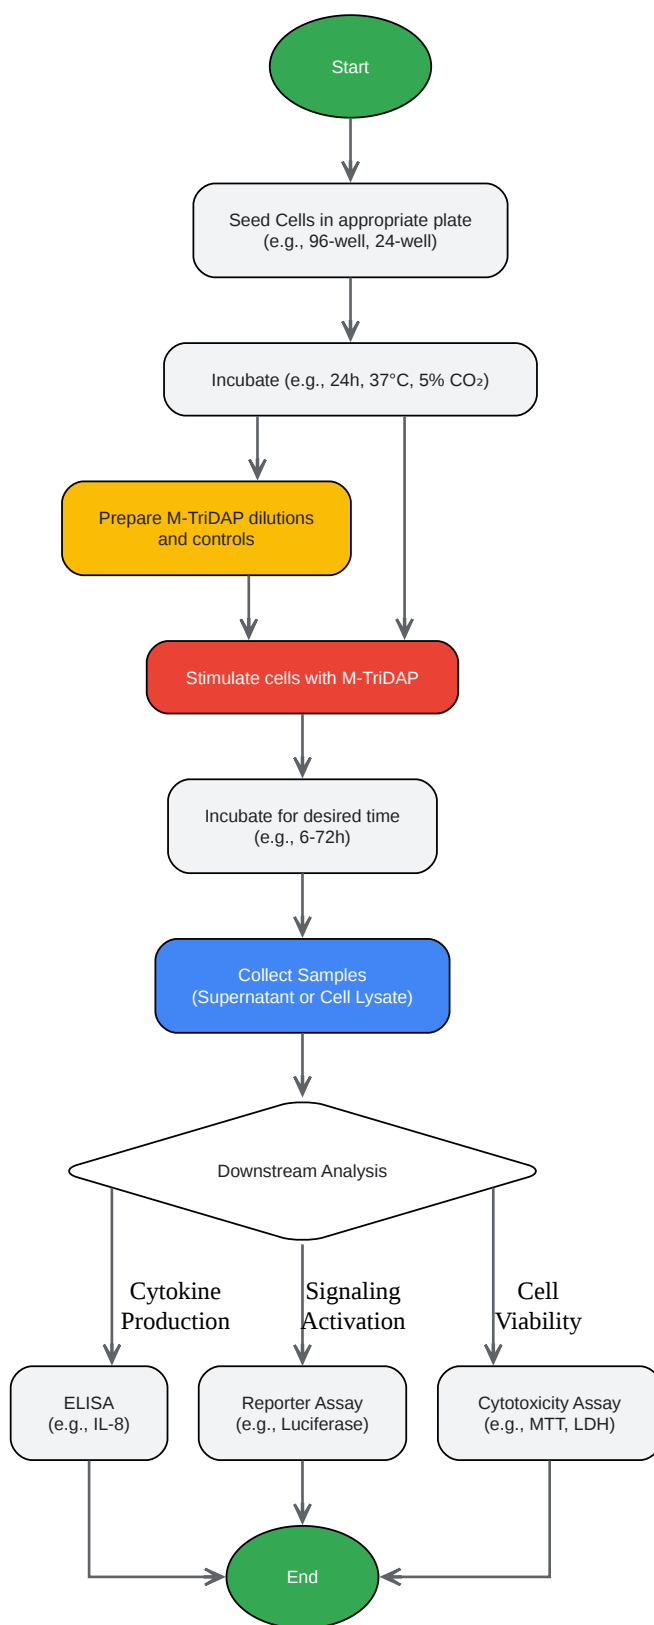 Start
Seed Cells in appropriate plate
(e.g., 96-well, 24-well)
Incubate (e.g., 24h, 37°C, 5% CO₂)
Prepare M-TriDAP dilutions
and controls
Stimulate cells with M-TriDAP
Incubate for desired time
(e.g., 6-72h)
Collect Samples
(Supernatant or Cell Lysate)
Downstream Analysis
Cytokine
Production
Signaling
Activation
Cell
Viability
ELISA
(e.g., IL-8)
Reporter Assay
(e.g., Luciferase)
Cytotoxicity Assay
(e.g., MTT, LDH)
End